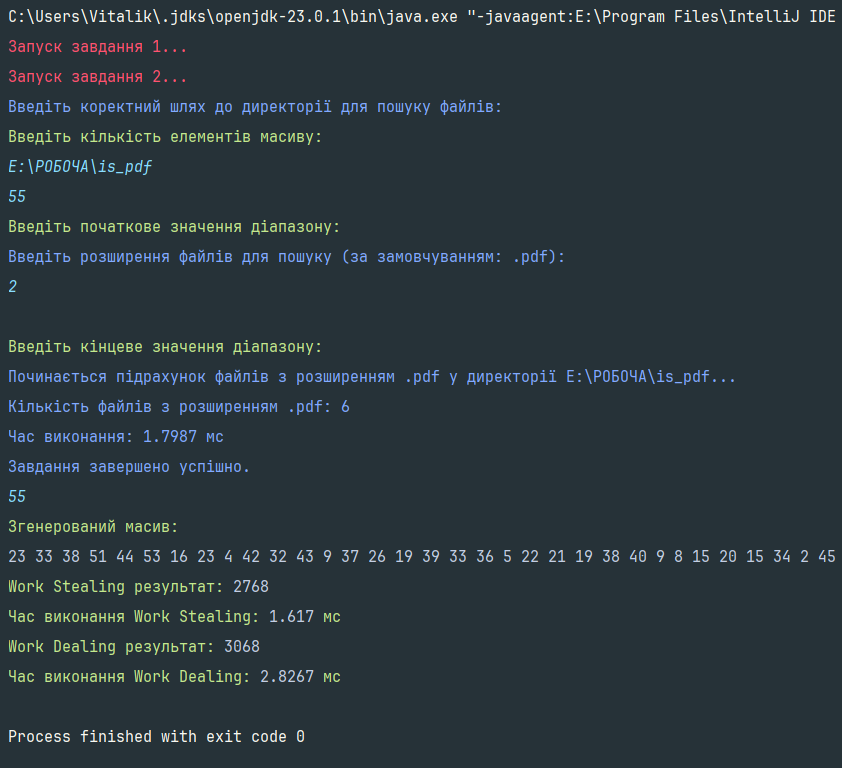 C:\Users\Vitalik\.jdks\openjdk-23.0.1\bin\java.exe "-javaagent:E:\Program Files\IntelliJ IDE
Запуск завдання 1...
Запуск завдання 2...
Введіть коректний шлях до директорії для пошуку файлів:
Введіть кількість елементів масиву:
E:\РОБОЧА\is_pdf
55
Введіть початкове значення діапазону:
Введіть розширення файлів для пошуку (за замовчуванням: .pdf):
2
Введіть кінцеве значення діапазону:
Починається підрахунок файлів з розширенням .pdf у директорії E:\РОБОЧА\is_pdf...
Кількість файлів з розширенням .pdf: 6
Час виконання: 1.7987 мс
Завдання завершено успішно.
55
Згенерований масив:
23 33 38 51 44 53 16 23 4 42 32 43 9 37 26 19 39 33 36 5 22 21 19 38 40 9 8 15 20 15 34 2 45
Work Stealing результат: 2768
Час виконання Work Stealing: 1.617 мс
Work Dealing результат: 3068
Час виконання Work Dealing: 2.8267 мс
Process finished with exit code 0